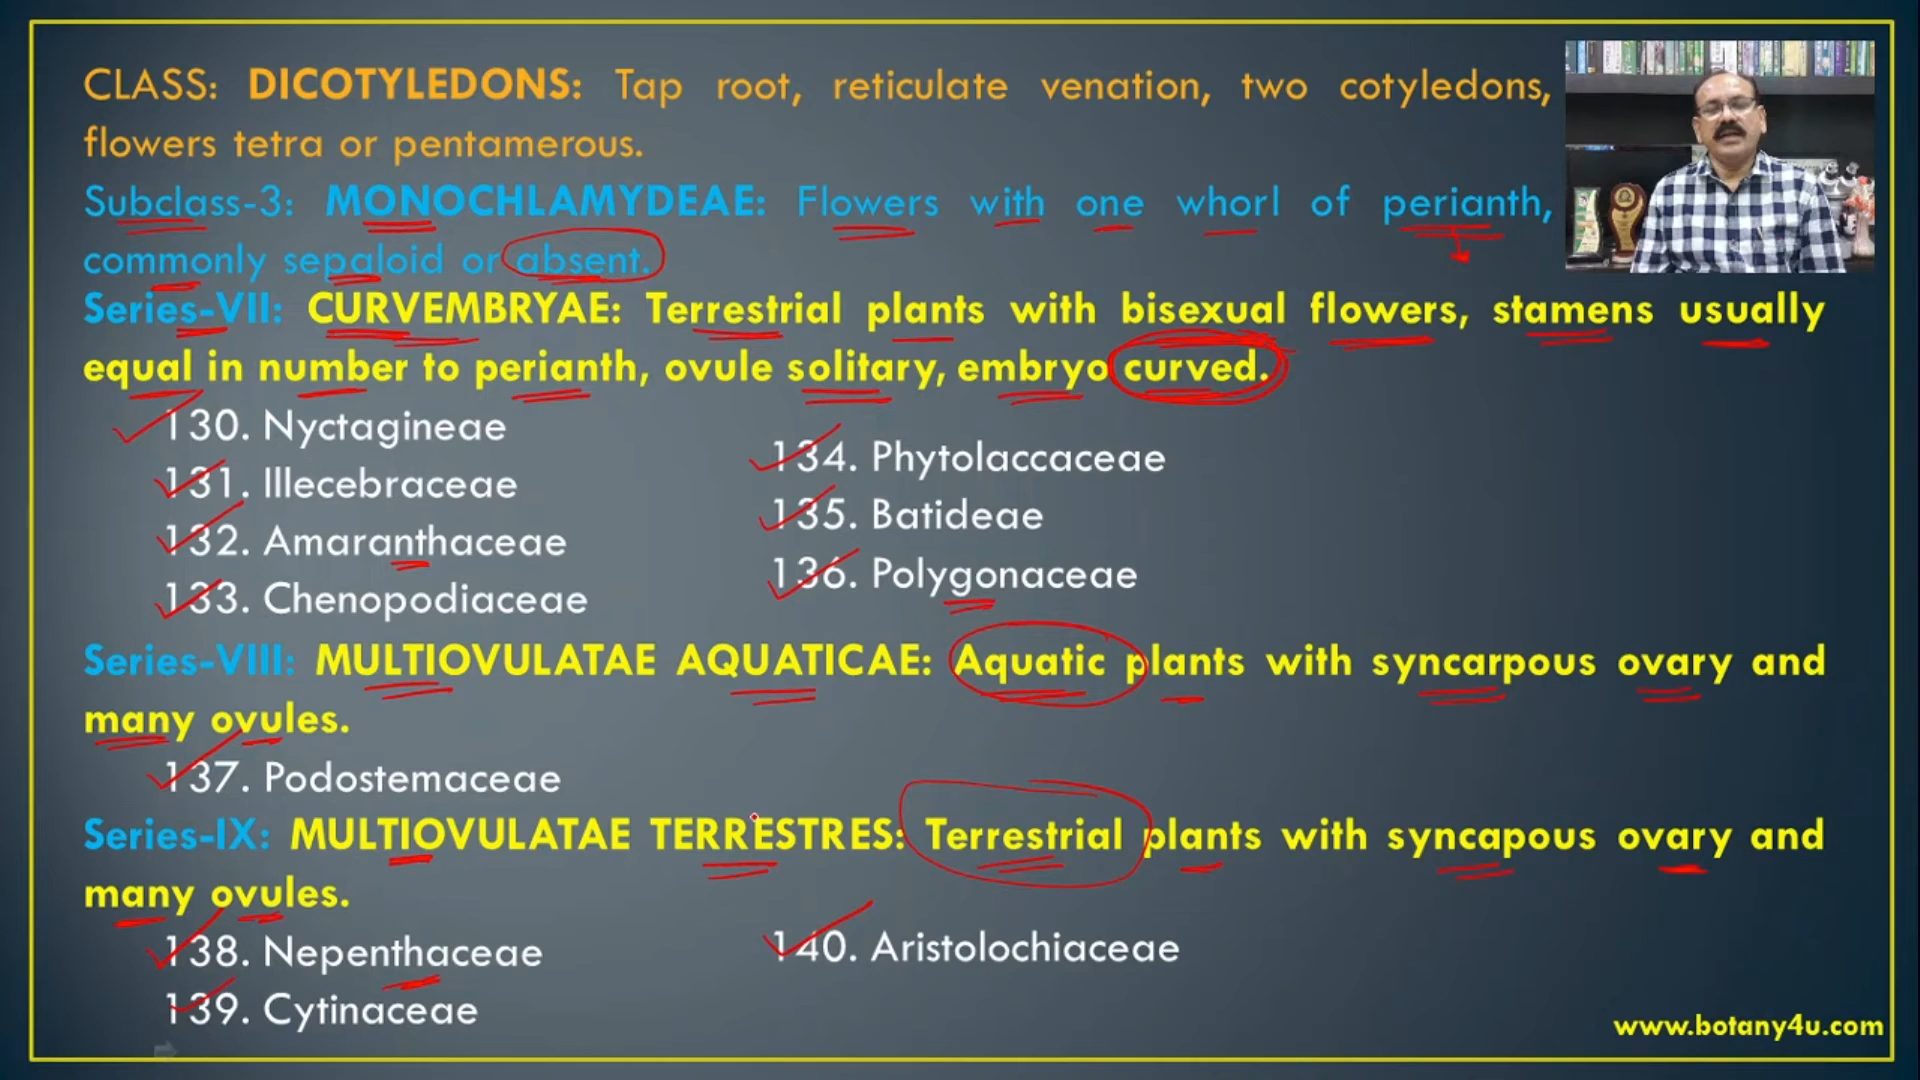 CLASS: DICOTYLEDONS: Tap root, reticulate venation, two cotyledons,
flowers tetra or pentamerous.
Subclass-3: MONOCHLAMYDEAE: Flowers with one whorl of perianth,
commonly sepaloid or absent.
Series-VII: CURVEMBRYAE: Terrestrial plants with bisexual flowers, stamens usually
equal in number to perianth, ovule solitary, embryo curved.
130. Nyctagineae
131. Illecebraceae
132. Amaranthaceae
133. Chenopodiaceae
134. Phytolaccaceae
135. Batideae
136. Polygonaceae
Series-VIII: MULTIOVULATAE AQUATICAE: Aquatic plants with syncarpous ovary and
many ovules.
137. Podostemaceae
Series-IX: MULTIOVULATAE TERRESTRES: Terrestrial plants with syncapous ovary and
many ovules.
138. Nepenthaceae
139. Cytinaceae
140. Aristolochiaceae
www.botany4u.com